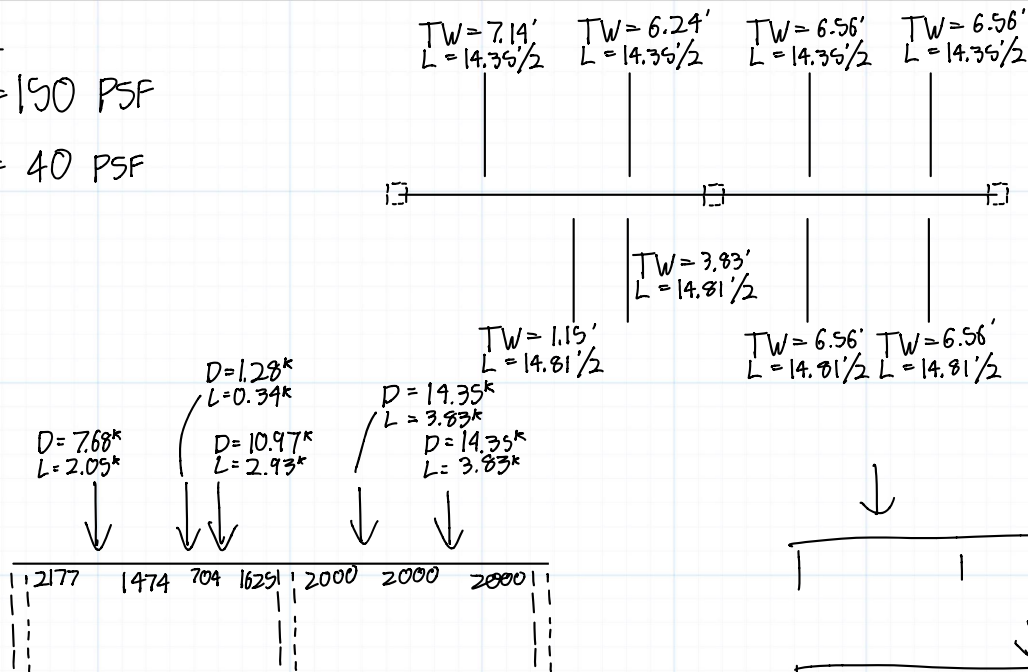 = 150 PSF
= 40 PSF
TW = 7.14'
L = 14.35'/2
TW = 6.24'
L = 14.35'/2
TW = 6.56'
L = 14.35'/2
TW = 6.56'
L = 14.35'/2
TW = 3.83'
L = 14.81'/2
TW = 1.15'
L = 14.81'/2
TW = 6.56'
L = 14.81'/2
TW = 6.56'
L = 14.81'/2
D = 1.28k
L = 0.34k
D = 14.35k
L = 3.83k
D = 7.68k
L = 2.05k
D = 10.97k
L = 2.93k
D = 14.35k
L = 3.83k
2177 1474 704 1625 2000 2000 2000